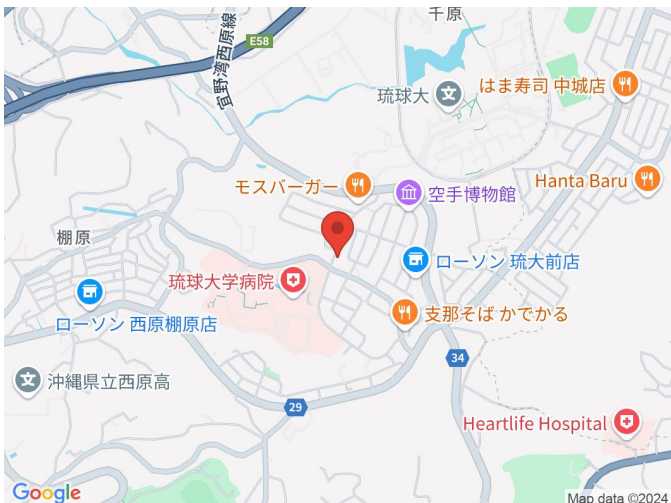 千原
E58
宜野湾西原線
琉球大
はま寿司 中城店
モスバーガー
空手博物館
Hanta Baru
棚原
琉球大学病院
ローソン 琉大前店
ローソン 西原棚原店
支那そば かでかる
34
沖縄県立西原高
29
Heartlife Hospital
Google
Map data ©2024